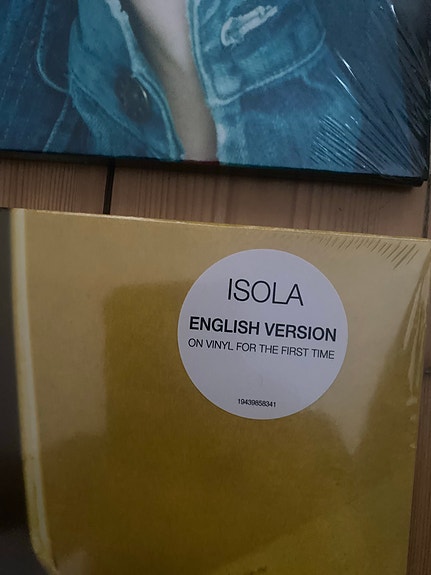 ISOLA
ENGLISH VERSION
ON VINYL FOR THE FIRST TIME
19439858341